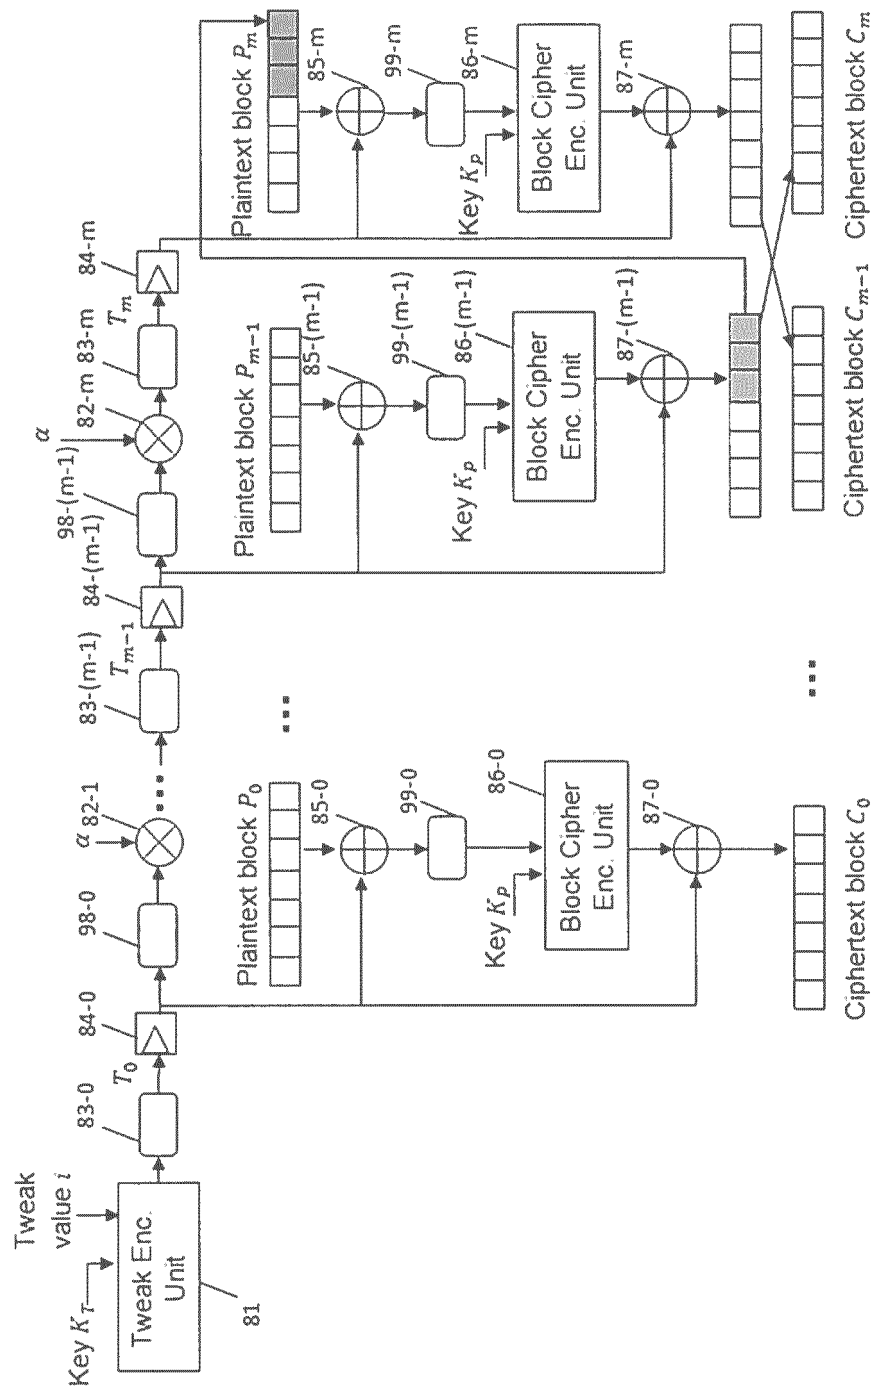 Key K_T
Tweak
value i
Tweak Enc.
Unit
81
83-0
T_0
84-0
98-0
α
82-1
...
83-(m-1)
T_{m-1}
84-(m-1)
98-(m-1)
α
82-m
83-m
T_m
84-m
Plaintext block P_0
85-0
99-0
Key K_p
86-0
Block Cipher
Enc. Unit
87-0
Ciphertext block C_0
...
...
Plaintext block P_{m-1}
85-(m-1)
99-(m-1)
Key K_p
86-(m-1)
Block Cipher
Enc. Unit
87-(m-1)
Ciphertext block C_{m-1}
Plaintext block P_m
85-m
99-m
Key K_p
86-m
Block Cipher
Enc. Unit
87-m
Ciphertext block C_m